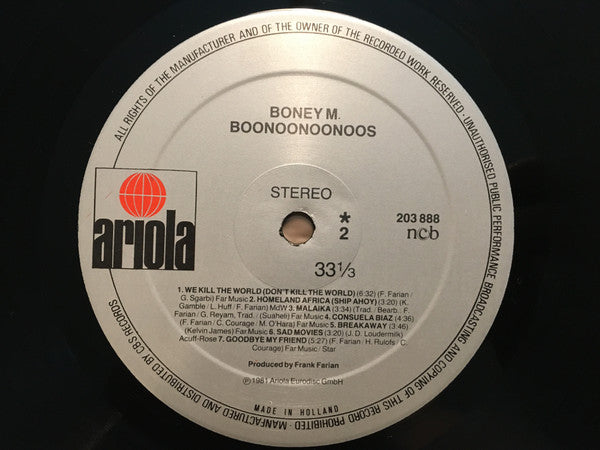 ALL RIGHTS OF THE MANUFACTURER AND OF THE OWNER OF THE RECORDED WORK RESERVED · UNAUTHORISED PUBLIC PERFORMANCE BROADCASTING AND COPYING OF THIS RECORD PROHIBITED · MANUFACTURED AND DISTRIBUTED BY CBS RECORDS
BONEY M.
BOONOONOONOOS
ariola
STEREO
*
2
203 888
ncb
33⅓
1. WE KILL THE WORLD (DON'T KILL THE WORLD) (6:32) (F. Farian/
G. Sgarbi) Far Music 2. HOMELAND AFRICA (SHIP AHOY) (3:20) (K.
Gamble / L. Huff / F. Farian) MdW 3. MALAIKA (3:34) (Trad./ Bearb. F.
Farian / G. Reyam, Trad. / (Suaheli) Far Music 4. CONSUELA BIAZ (4:36)
(F. Farian / C. Courage / M. O'Hara) Far Music 5. BREAKAWAY (3:46)
(Kelvin James) Far Music 6. SAD MOVIES (5:20) (J. D. Loudermilk)
Acuff-Rose 7. GOODBYE MY FRIEND (5:27) (F. Farian / H. Rulofs / C.
Courage) Far Music / Star
Produced by Frank Farian
Ⓟ 1981 Ariola Eurodisc GmbH
MADE IN HOLLAND